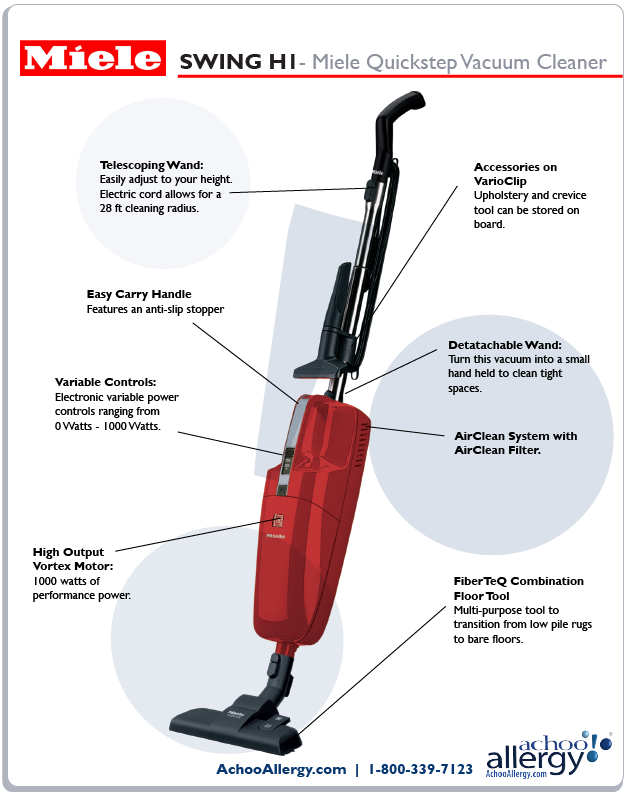 Miele
SWING H1 - Miele Quickstep Vacuum Cleaner
Telescoping Wand:
Easily adjust to your height.
Electric cord allows for a
28 ft cleaning radius.
Accessories on
VarioClip
Upholstery and crevice
tool can be stored on
board.
Easy Carry Handle
Features an anti-slip stopper
Detatachable Wand:
Turn this vacuum into a small
hand held to clean tight
spaces.
Variable Controls:
Electronic variable power
controls ranging from
0 Watts - 1000 Watts.
AirClean System with
AirClean Filter.
High Output
Vortex Motor:
1000 watts of
performance power.
FiberTeQ Combination
Floor Tool
Multi-purpose tool to
transition from low pile rugs
to bare floors.
Miele
Miele
Miele
AchooAllergy.com | 1-800-339-7123
achoo!
allergy
AchooAllergy.com
®